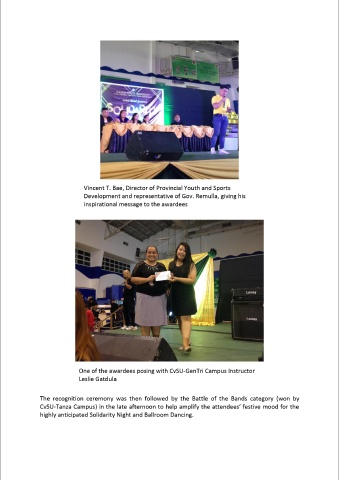 SOLIDARI
Vincent T. Bae, Director of Provincial Youth and Sports
Development and representative of Gov. Remulla, giving his
inspirational message to the awardees
Laney
Laney
One of the awardees posing with CvSU-GenTri Campus Instructor
Leslie Gatdula
The recognition ceremony was then followed by the Battle of the Bands category (won by
CvSU-Tanza Campus) in the late afternoon to help amplify the attendees' festive mood for the
highly anticipated Solidarity Night and Ballroom Dancing.